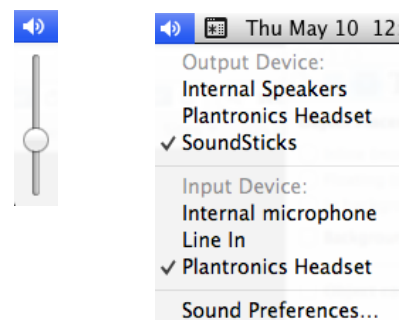 Thu May 10 12
Output Device:
Internal Speakers
Plantronics Headset
SoundSticks
Input Device:
Internal microphone
Line In
Plantronics Headset
Sound Preferences...